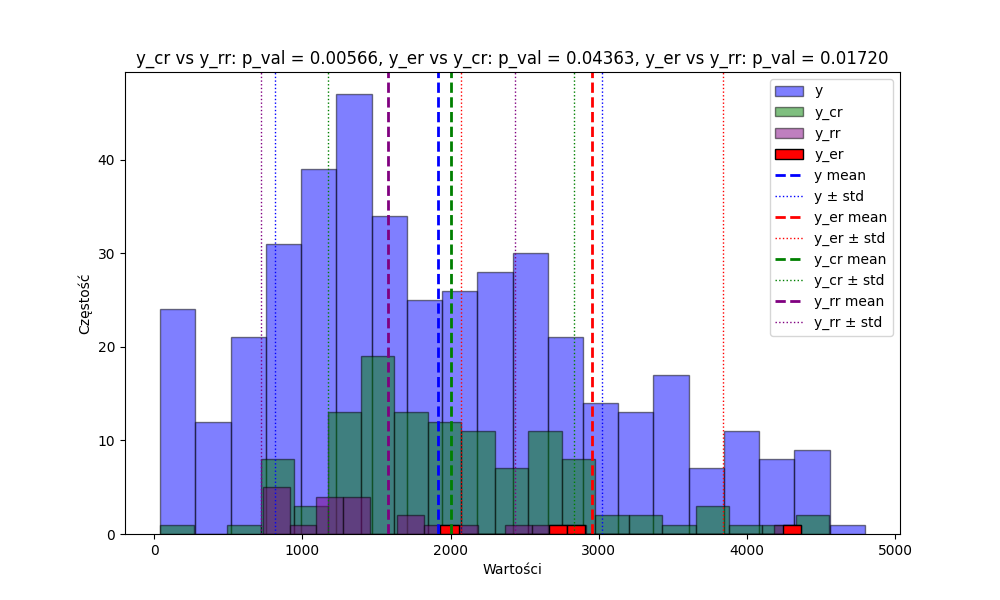 y_cr vs y_rr: p_val = 0.00566, y_er vs y_cr: p_val = 0.04363, y_er vs y_rr: p_val = 0.01720
y
y_cr
y_rr
y_er
y mean
y ± std
y_er mean
y_er ± std
y_cr mean
y_cr ± std
y_rr mean
y_rr ± std
Częstość
40
30
20
10
0
0 1000 2000 3000 4000 5000
Wartości